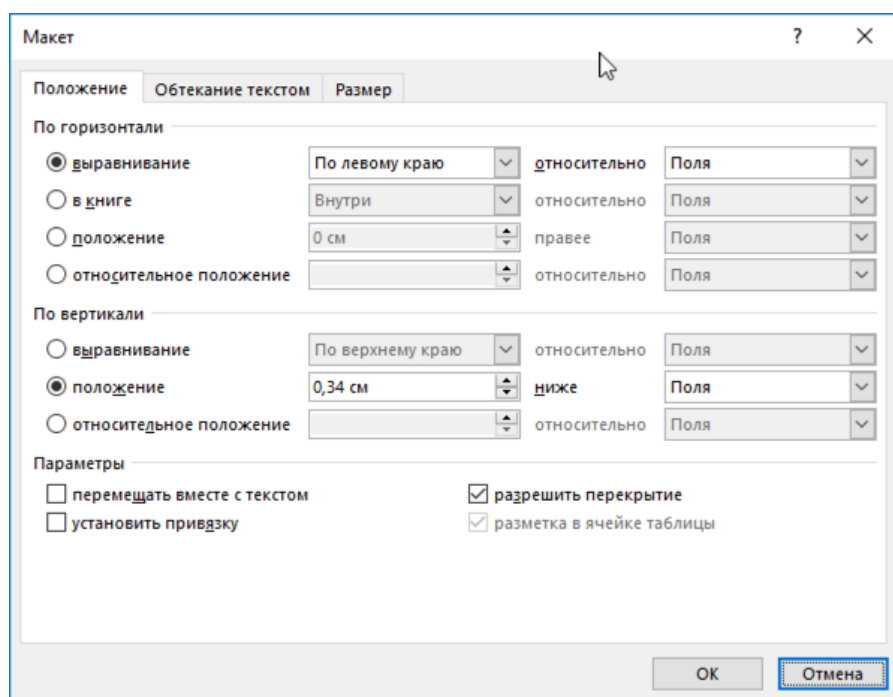 Макет ?
Положение Обтекание текстом Размер
По горизонтали
выравнивание По левому краю относительно Поля
в книге Внутри относительно Поля
положение 0 см правее Поля
относительное положение относительно Поля
По вертикали
выравнивание По верхнему краю относительно Поля
положение 0,34 см ниже Поля
относительное положение относительно Поля
Параметры
перемещать вместе с текстом разрешить перекрытие
установить привязку разметка в ячейке таблицы
ОК Отмена